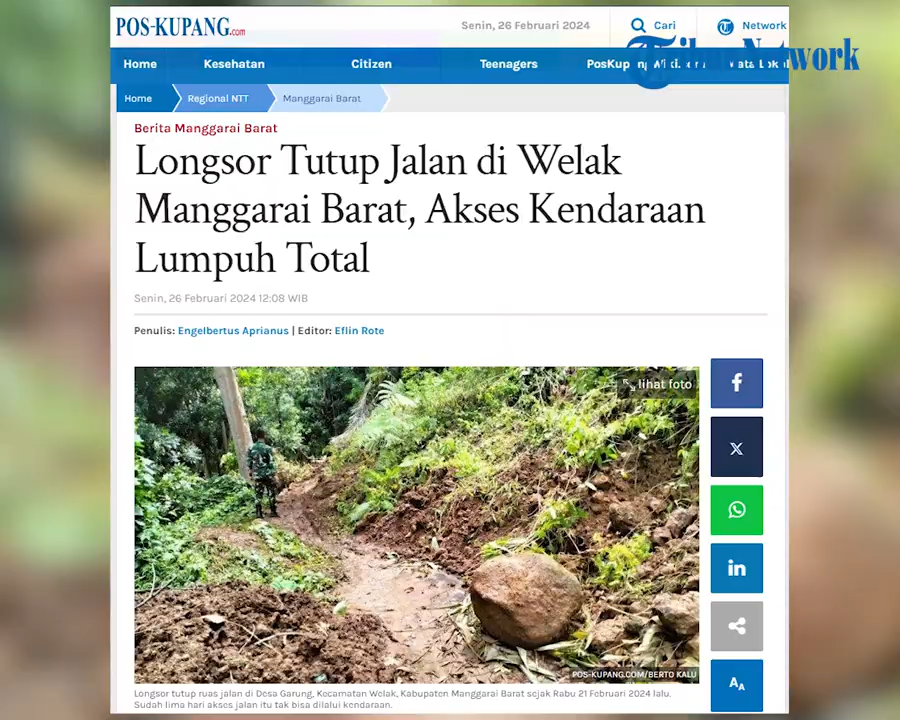 POS-KUPANG.com
Senin, 26 Februari 2024
Cari
Network
Tribun Network
Home Kesehatan Citizen Teenagers
Home Regional NTT Manggarai Barat
Berita Manggarai Barat
Longsor Tutup Jalan di Welak
Manggarai Barat, Akses Kendaraan
Lumpuh Total
Senin, 26 Februari 2024 12:08 WIB
Penulis: Engelbertus Aprianus | Editor: Eflin Rote
lihat foto
POS-KUPANG.COM/BERTO KALU
Longsor tutup ruas jalan di Desa Garung, Kecamatan Welak, Kabupaten Manggarai Barat sejak Rabu 21 Februari 2024 lalu.
Sudah lima hari akses jalan itu tak bisa dilalui kendaraan.